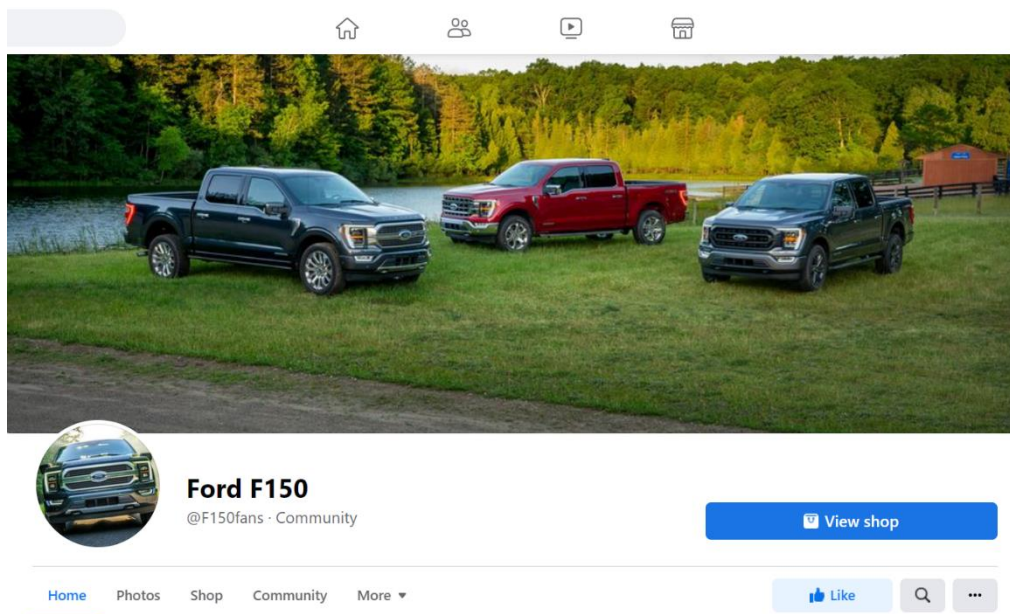 Ford F150
@F150fans · Community
View shop
Home
Photos
Shop
Community
More
Like